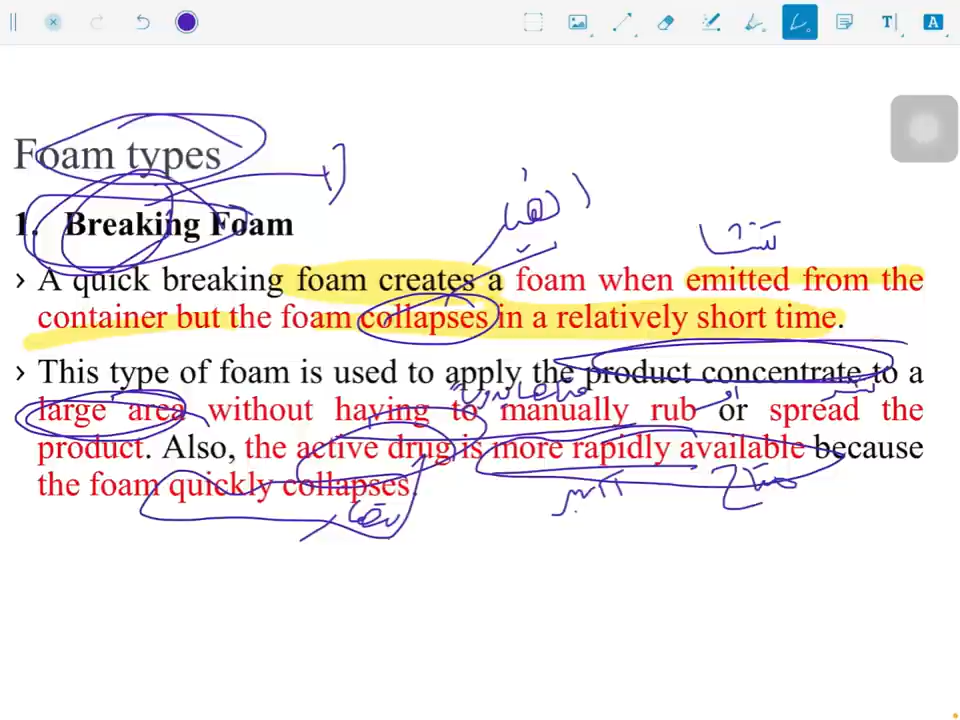 Foam types
1. Breaking Foam
› A quick breaking foam creates a foam when emitted from the
container but the foam collapses in a relatively short time.
› This type of foam is used to apply the product concentrate to a
large area without having to manually rub or spread the
product. Also, the active drug is more rapidly available because
the foam quickly collapses.